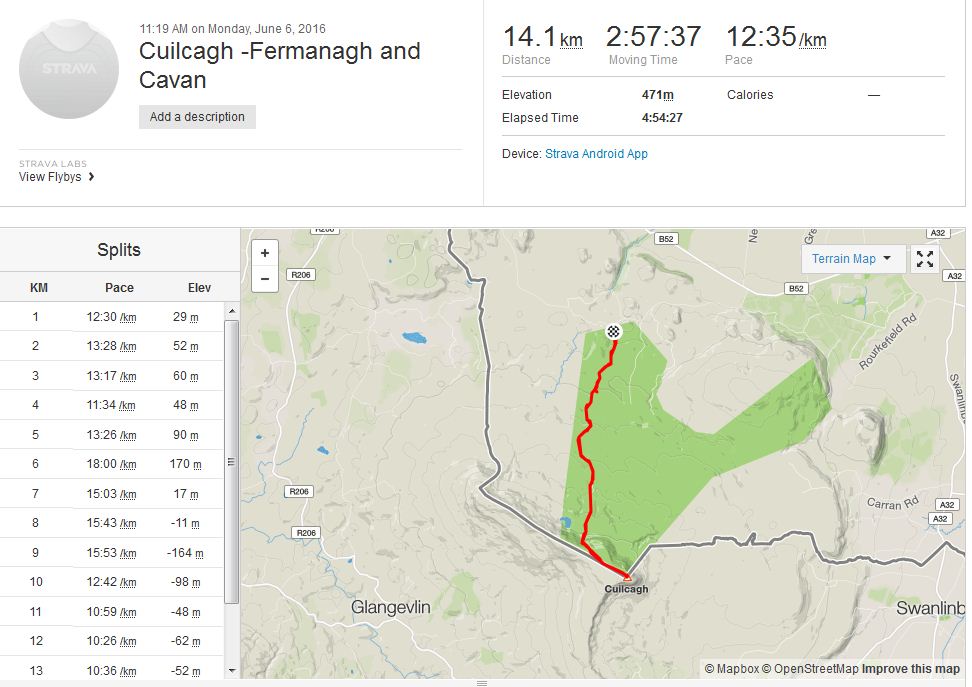 11:19 AM on Monday, June 6, 2016
Cuilcagh -Fermanagh and
Cavan
STRAVA
Add a description
STRAVA LABS
View Flybys
14.1km 2:57:37 12:35/km
Distance Moving Time Pace
Elevation 471m Calories —
Elapsed Time 4:54:27
Device: Strava Android App
Splits
KM Pace Elev
1 12:30 /km 29 m
2 13:28 /km 52 m
3 13:17 /km 60 m
4 11:34 /km 48 m
5 13:26 /km 90 m
6 18:00 /km 170 m
7 15:03 /km 17 m
8 15:43 /km -11 m
9 15:53 /km -164 m
10 12:42 /km -98 m
11 10:59 /km -48 m
12 10:26 /km -62 m
13 10:36 /km -52 m
+
−
Terrain Map
R206
B52
Ne
Gre
A32
R206
A32
B52
Rourkefield Rd
Swanlinb
R206
Carran Rd
A32
A32
R206
Cuilcagh
Glangevlin
Swanlinb
© Mapbox © OpenStreetMap Improve this map